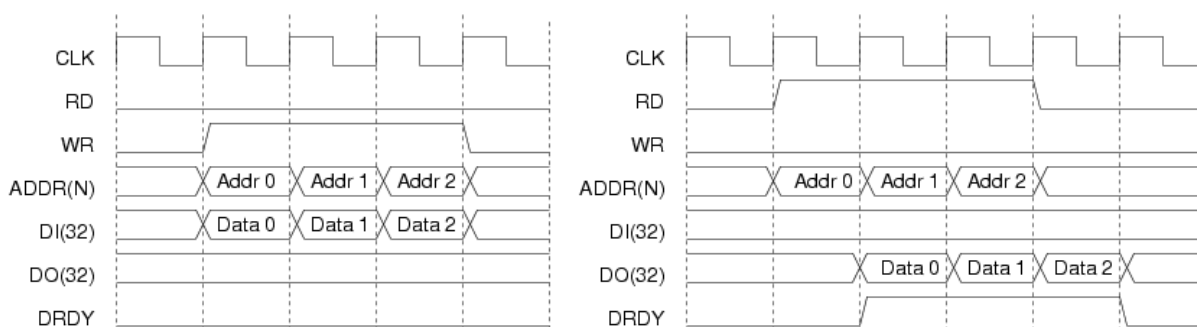 CLK
RD
WR
ADDR(N) Addr 0 Addr 1 Addr 2
DI(32) Data 0 Data 1 Data 2
DO(32)
DRDY
CLK
RD
WR
ADDR(N) Addr 0 Addr 1 Addr 2
DI(32)
DO(32) Data 0 Data 1 Data 2
DRDY